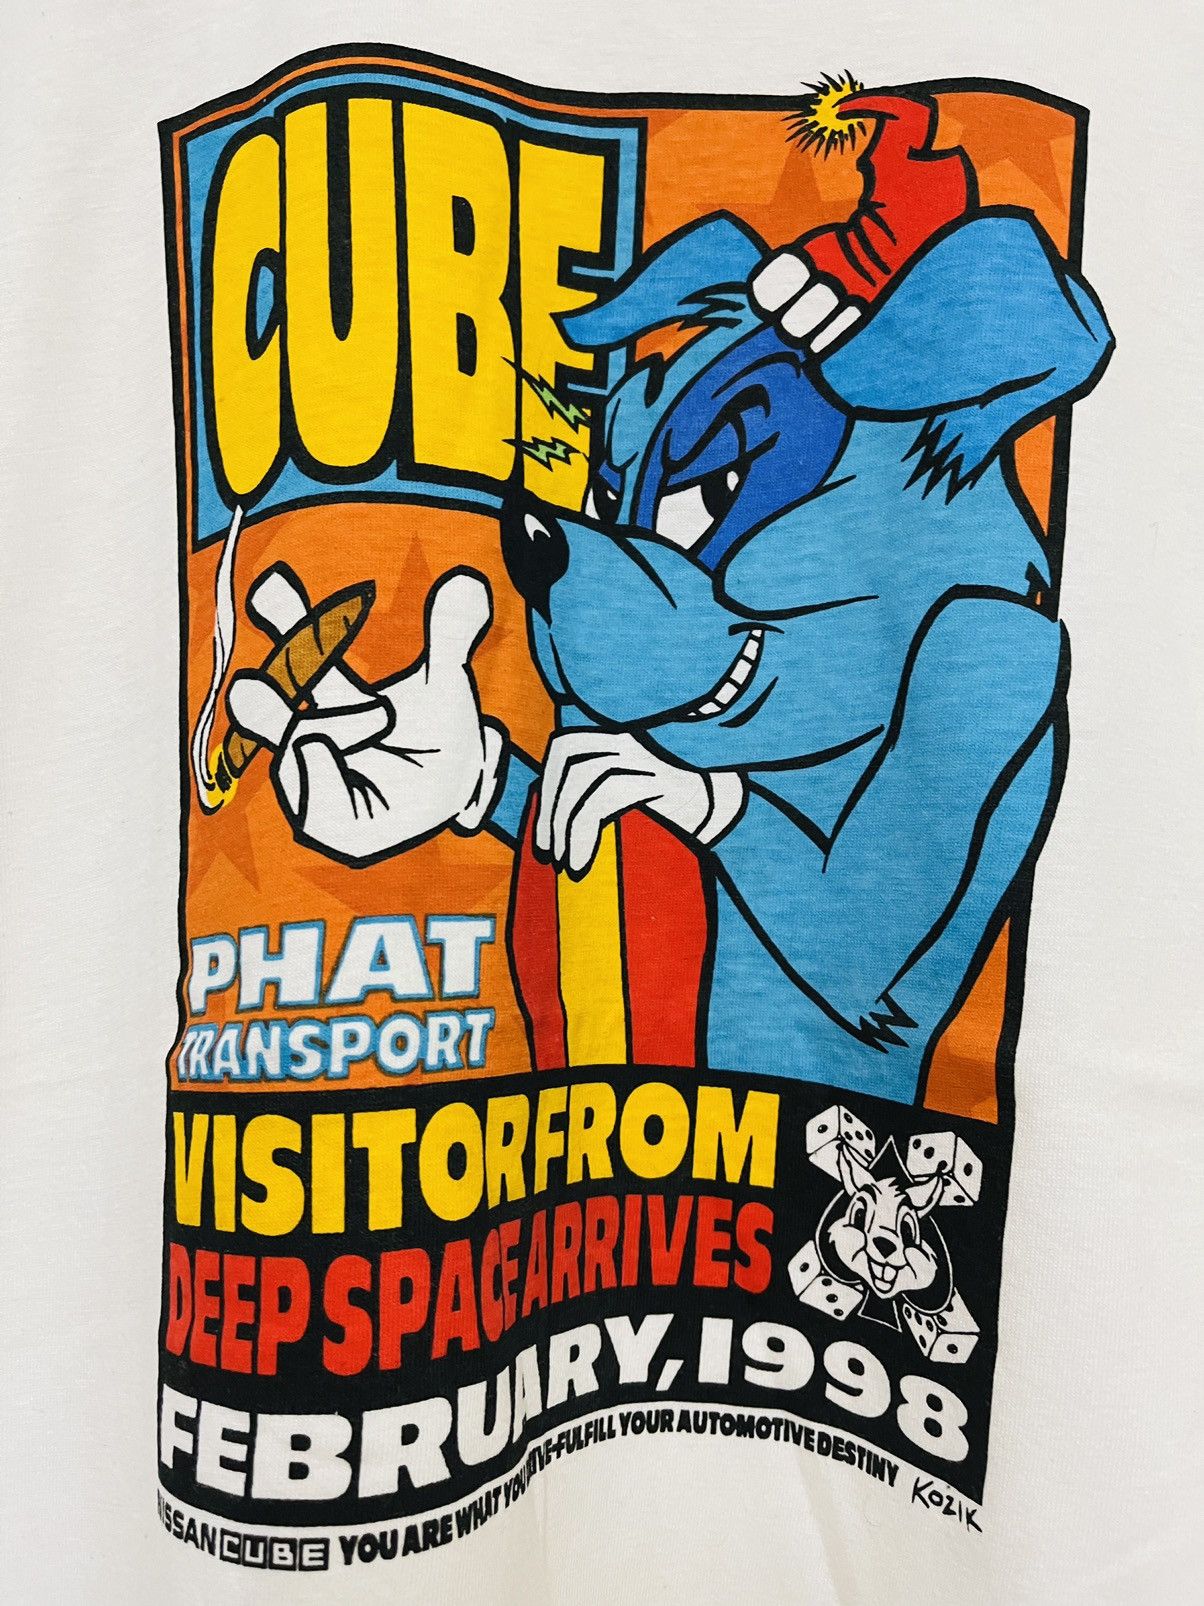 CUBE
PHAT
TRANSPORT
VISITOR FROM
DEEP SPACE ARRIVES
FEBRUARY, 1998
NISSAN CUBE YOU ARE WHAT YOU DRIVE-FULFILL YOUR AUTOMOTIVE DESTINY
KOZIK